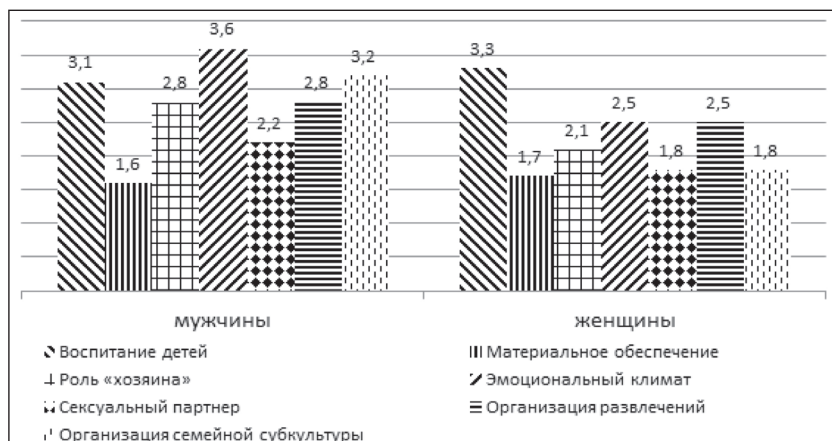 3,1
1,6
2,8
3,6
2,2
2,8
3,2
3,3
1,7
2,1
2,5
1,8
2,5
1,8
мужчины
женщины
Воспитание детей
Материальное обеспечение
Роль «хозяина»
Эмоциональный климат
Сексуальный партнер
Организация развлечений
Организация семейной субкультуры